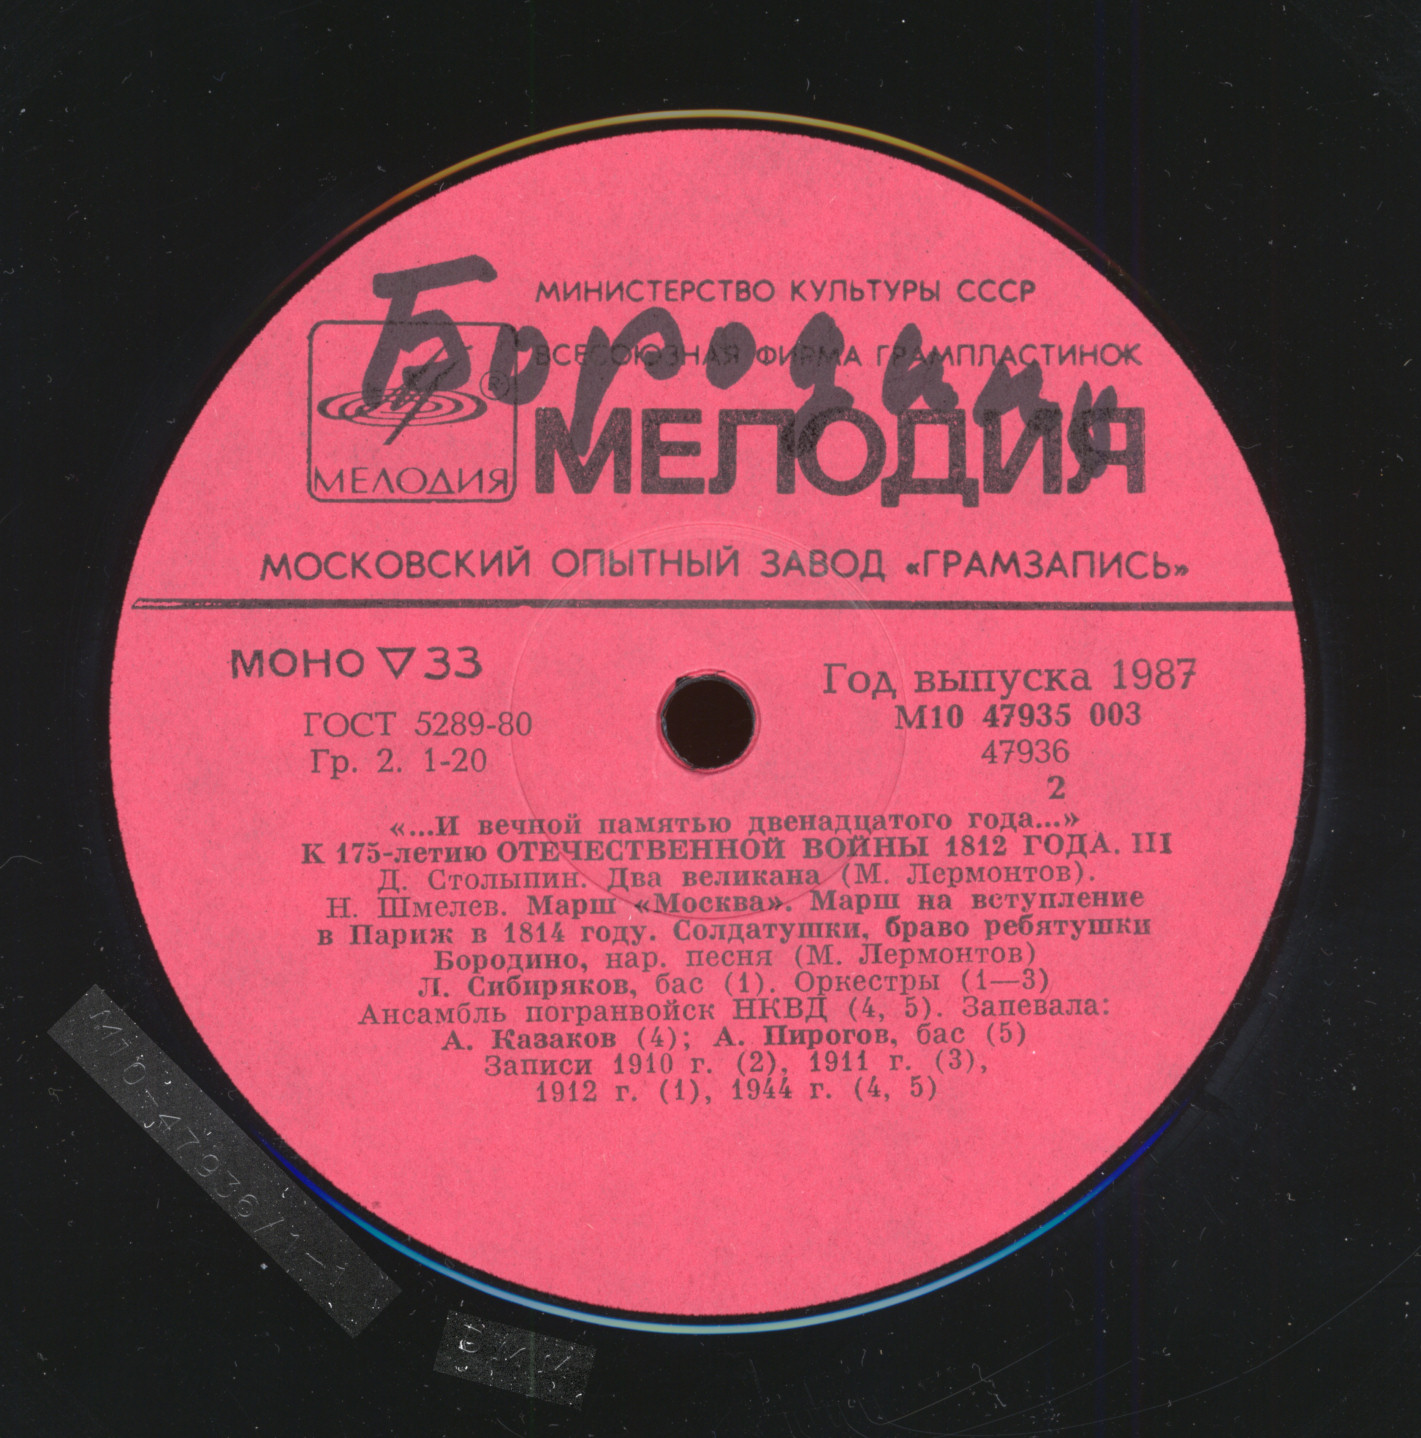 Бородино
МИНИСТЕРСТВО КУЛЬТУРЫ СССР
ВСЕСОЮЗНАЯ ФИРМА ГРАМПЛАСТИНОК
®
МЕЛОДИЯ
МЕЛОДИЯ
МОСКОВСКИЙ ОПЫТНЫЙ ЗАВОД «ГРАМЗАПИСЬ»
МОНО ▽ 33
ГОСТ 5289-80
Гр. 2. 1-20
Год выпуска 1987
М10 47935 003
47936
2
«...И вечной памятью двенадцатого года...»
К 175-летию ОТЕЧЕСТВЕННОЙ ВОЙНЫ 1812 ГОДА. III
Д. Столыпин. Два великана (М. Лермонтов).
Н. Шмелев. Марш «Москва». Марш на вступление
в Париж в 1814 году. Солдатушки, браво ребятушки
Бородино, нар. песня (М. Лермонтов)
Л. Сибиряков, бас (1). Оркестры (1—3)
Ансамбль погранвойск НКВД (4, 5). Запевала:
А. Казаков (4); А. Пирогов, бас (5)
Записи 1910 г. (2), 1911 г. (3),
1912 г. (1), 1944 г. (4, 5)